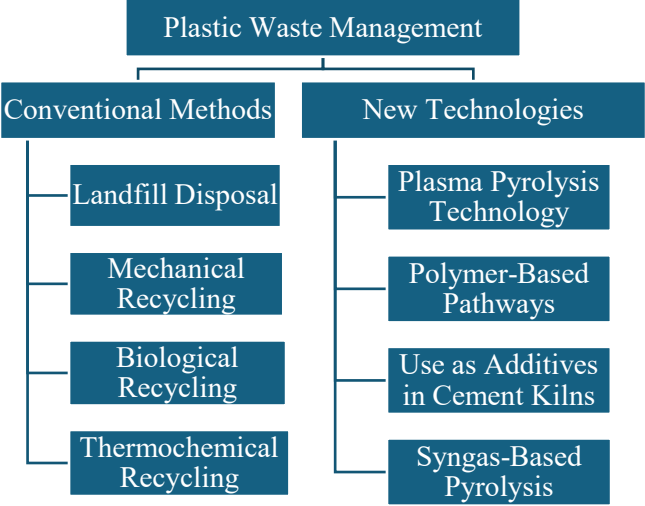 Plastic Waste Management
Conventional Methods
New Technologies
Landfill Disposal
Mechanical
Recycling
Biological
Recycling
Thermochemical
Recycling
Plasma Pyrolysis
Technology
Polymer-Based
Pathways
Use as Additives
in Cement Kilns
Syngas-Based
Pyrolysis